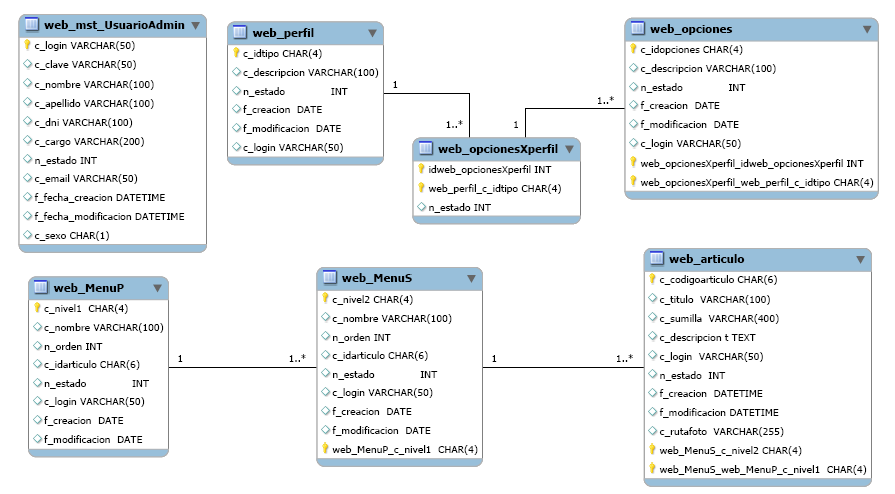 web_mst_UsuarioAdmin
c_login VARCHAR(50)
c_clave VARCHAR(50)
c_nombre VARCHAR(100)
c_apellido VARCHAR(100)
c_dni VARCHAR(100)
c_cargo VARCHAR(200)
n_estado INT
c_email VARCHAR(50)
f_fecha_creacion DATETIME
f_fecha_modificacion DATETIME
c_sexo CHAR(1)
web_perfil
c_idtipo CHAR(4)
c_descripcion VARCHAR(100)
n_estado INT
f_creacion DATE
f_modificacion DATE
c_login VARCHAR(50)
1
1..*
web_opcionesXperfil
idweb_opcionesXperfil INT
web_perfil_c_idtipo CHAR(4)
n_estado INT
1
1..*
web_opciones
c_idopciones CHAR(4)
c_descripcion VARCHAR(100)
n_estado INT
f_creacion DATE
f_modificacion DATE
c_login VARCHAR(50)
web_opcionesXperfil_idweb_opcionesXperfil INT
web_opcionesXperfil_web_perfil_c_idtipo CHAR(4)
web_MenuP
c_nivel1 CHAR(4)
c_nombre VARCHAR(100)
n_orden INT
c_idarticulo CHAR(6)
n_estado INT
c_login VARCHAR(50)
f_creacion DATE
f_modificacion DATE
1
1..*
web_MenuS
c_nivel2 CHAR(4)
c_nombre VARCHAR(100)
n_orden INT
c_idarticulo CHAR(6)
n_estado INT
c_login VARCHAR(50)
f_creacion DATE
f_modificacion DATE
web_MenuP_c_nivel1 CHAR(4)
1
1..*
web_articulo
c_codigoarticulo CHAR(6)
c_titulo VARCHAR(100)
c_sumilla VARCHAR(400)
c_descripcion t TEXT
c_login VARCHAR(50)
n_estado INT
f_creacion DATETIME
f_modificacion DATETIME
c_rutafoto VARCHAR(255)
web_MenuS_c_nivel2 CHAR(4)
web_MenuS_web_MenuP_c_nivel1 CHAR(4)